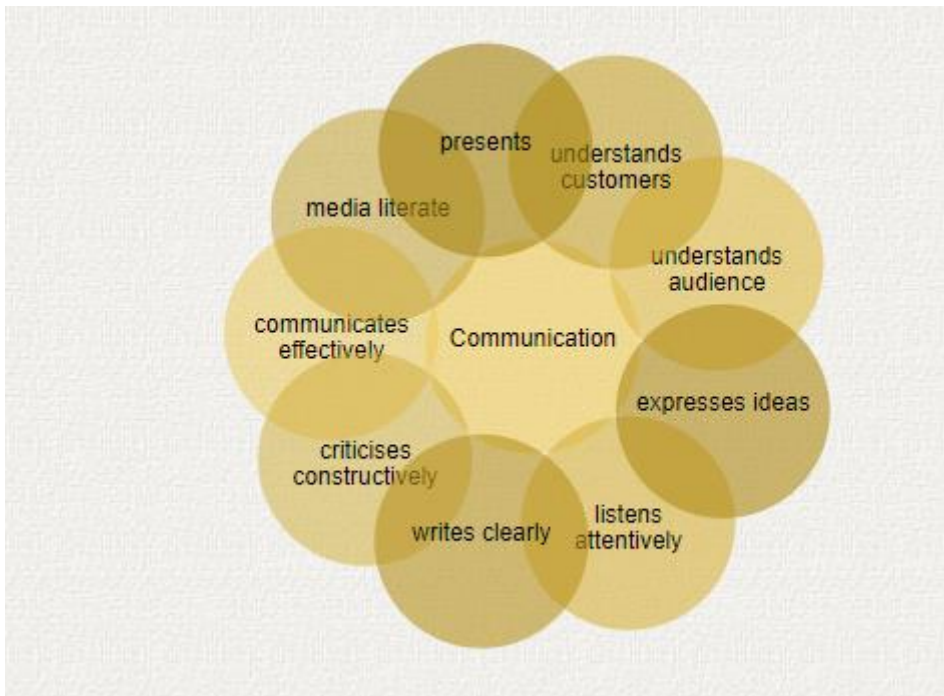 presents
understands
customers
media literate
understands
audience
communicates
effectively
Communication
expresses ideas
criticises
constructively
writes clearly
listens
attentively